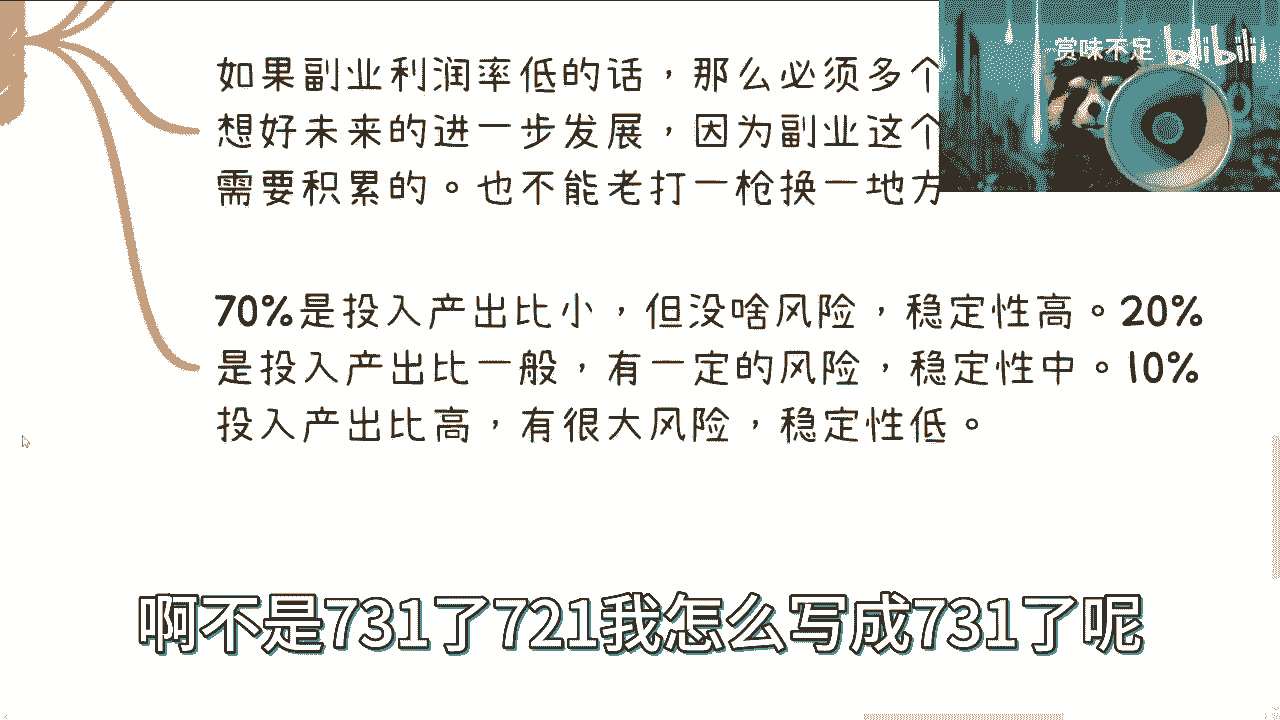 如果副业利润率低的话，那么必须多个
想好未来的进一步发展，因为副业这个
需要积累的。也不能老打一枪换一地方
70%是投入产出比小，但没啥风险，稳定性高。20%
是投入产出比一般，有一定的风险，稳定性中。10%
投入产出比高，有很大风险，稳定性低。
赏味不足 bilibili
啊不是731了721我怎么写成731了呢